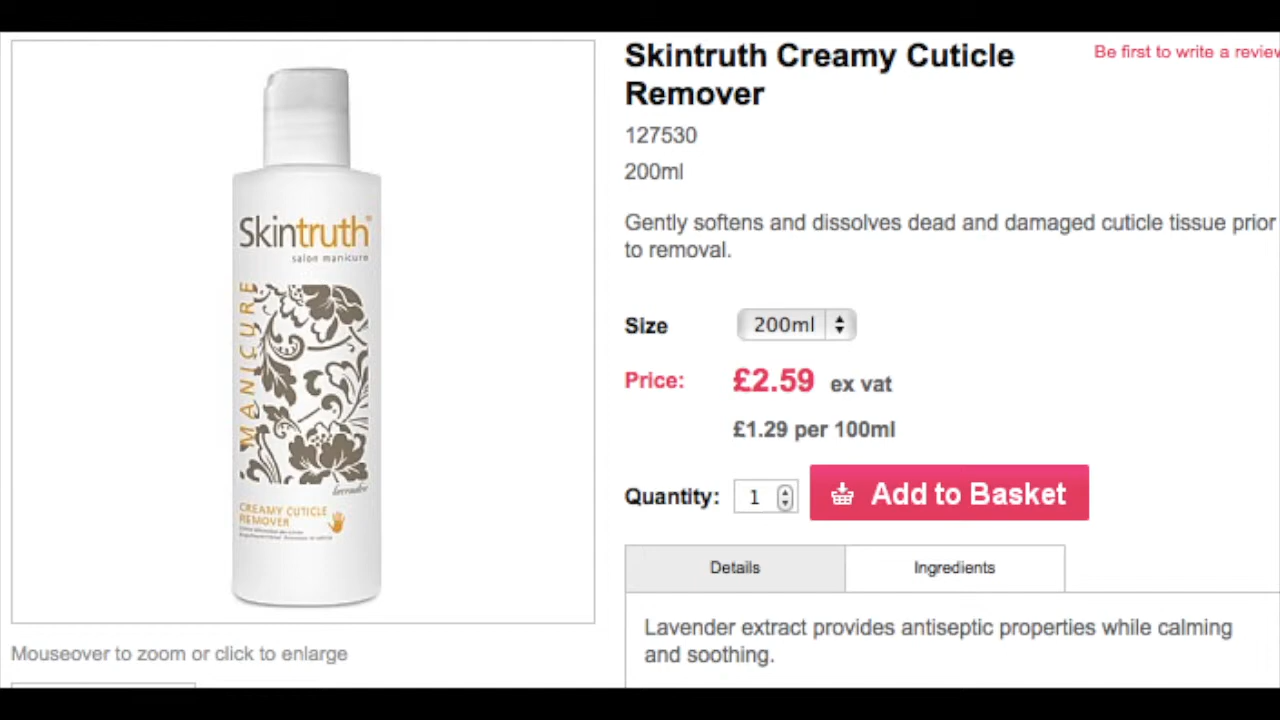 Skintruth Creamy Cuticle
Remover
Be first to write a review
127530
200ml
Gently softens and dissolves dead and damaged cuticle tissue prior
to removal.
Size 200ml
Price: £2.59 ex vat
£1.29 per 100ml
Quantity: 1 Add to Basket
Details Ingredients
Lavender extract provides antiseptic properties while calming
and soothing.
Skintruth™
salon manicure
MANICURE
lavender
CREAMY CUTICLE
REMOVER
Mouseover to zoom or click to enlarge